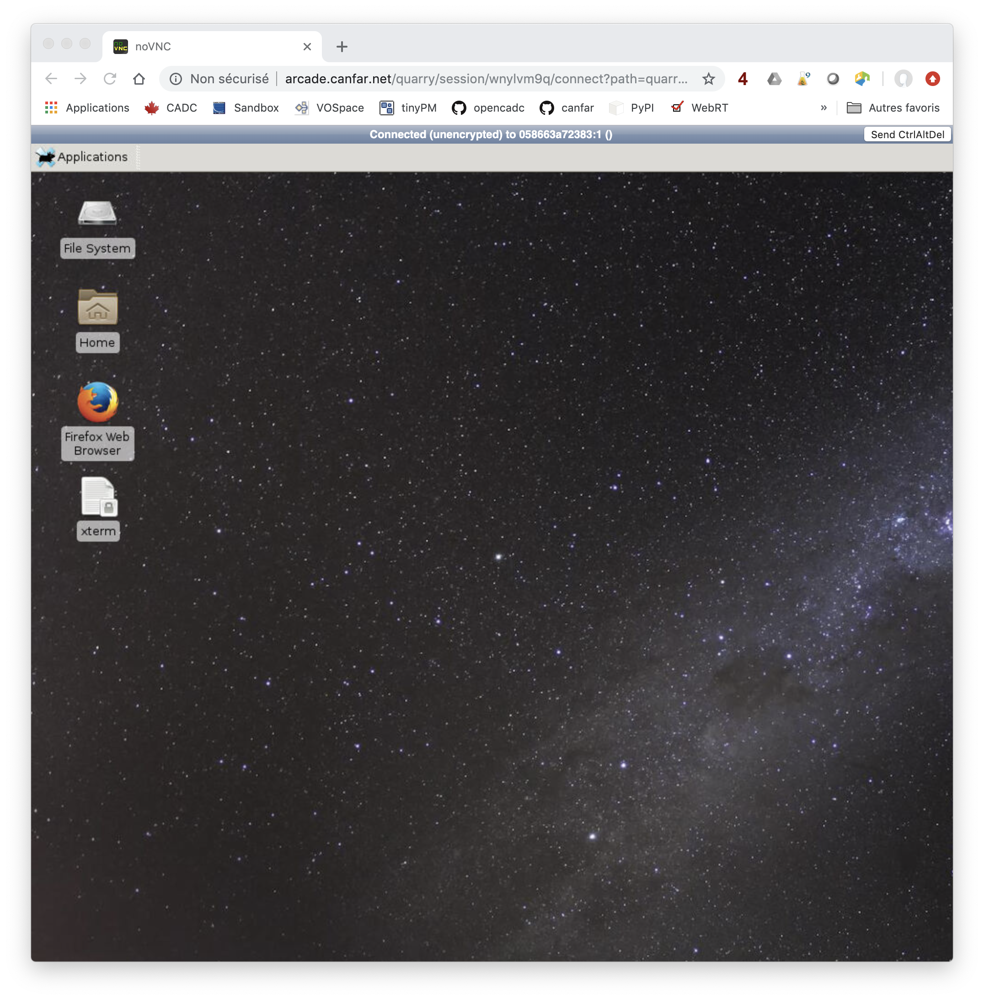 noVNC
Non sécurisé arcade.canfar.net/quarry/session/wnylvm9q/connect?path=quarr... 4 9
Applications CADC Sandbox VOSpace tinyPM opencadc canfar PyPI WebRT » Autres favoris
Connected (unencrypted) to 058663a72383:1 () Send CtrlAltDel
Applications
File System
Home
Firefox Web
Browser
xterm